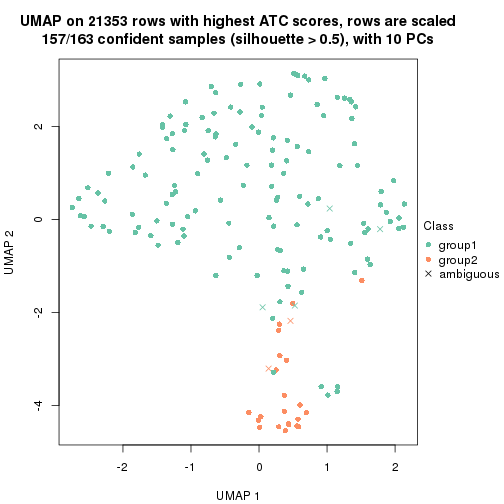 UMAP on 21353 rows with highest ATC scores, rows are scaled
157/163 confident samples (silhouette > 0.5), with 10 PCs
2
0
-2
-4
UMAP 2
-2
-1
0
1
2
UMAP 1
Class
group1
group2
ambiguous